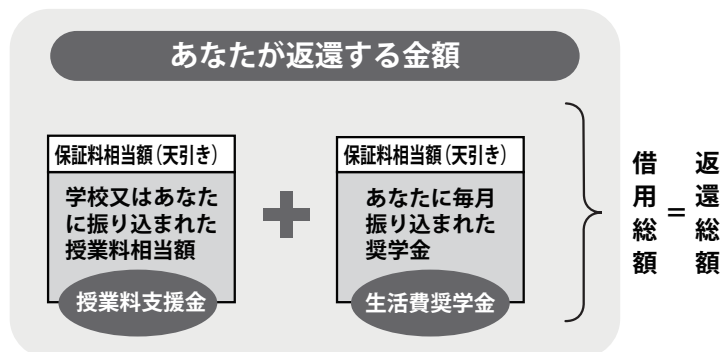 あなたが返還する金額
保証料相当額（天引き）
学校又はあなた
に振り込まれた
授業料相当額
授業料支援金
＋
保証料相当額（天引き）
あなたに毎月
振り込まれた
奨学金
生活費奨学金
借用総額
＝
返還総額